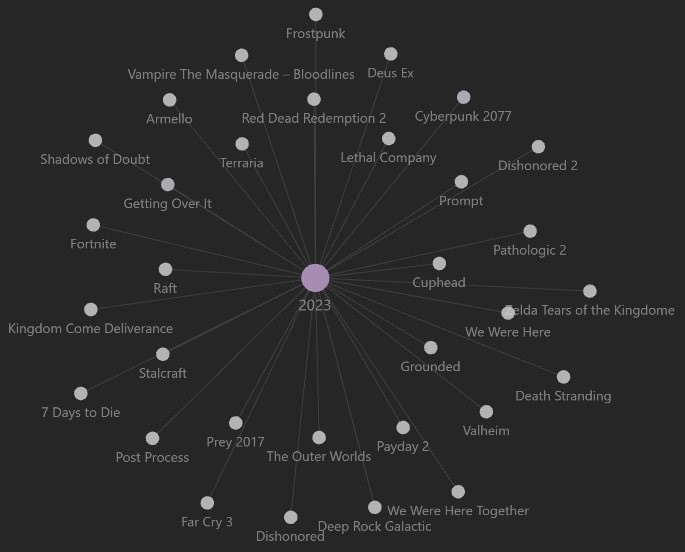 Frostpunk
Vampire The Masquerade – Bloodlines
Deus Ex
Armello
Red Dead Redemption 2
Cyberpunk 2077
Shadows of Doubt
Terraria
Lethal Company
Dishonored 2
Getting Over It
Prompt
Fortnite
Pathologic 2
Raft
Cuphead
2023
Zelda Tears of the Kingdome
Kingdom Come Deliverance
We Were Here
Stalcraft
Grounded
Death Stranding
7 Days to Die
Valheim
Post Process
Prey 2017
The Outer Worlds
Payday 2
Far Cry 3
Dishonored
Deep Rock Galactic
We Were Here Together